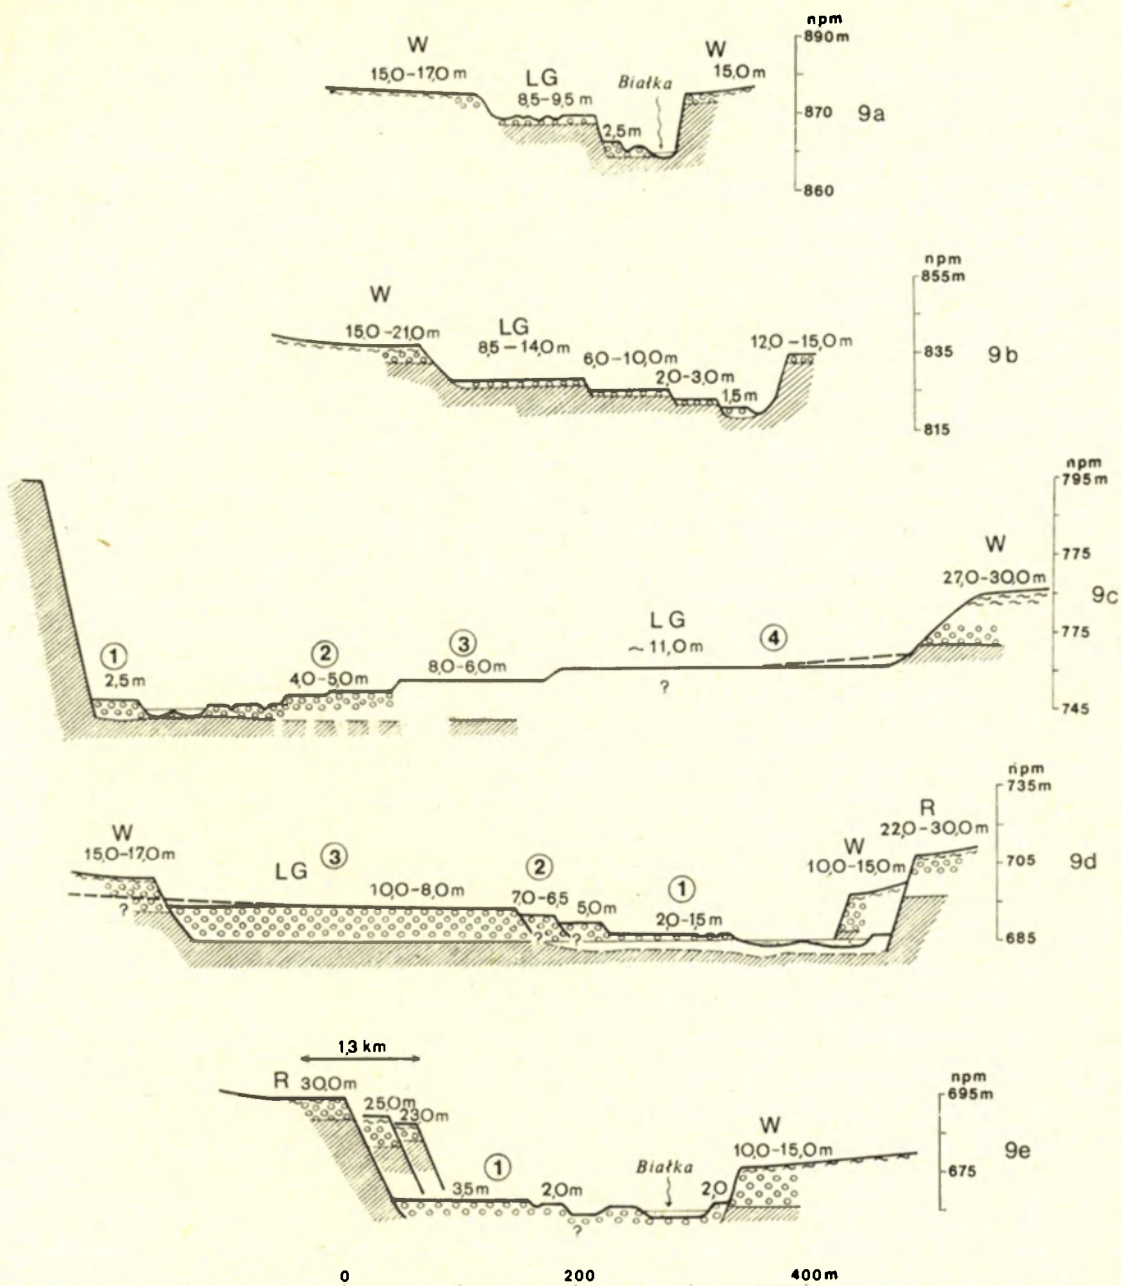 npm
890m
W
W
15,0-17,0 m
LG
Białka
15,0m
8,5-9,5 m
870
9a
2,5m
860
npm
855m
W
LG
15,0-21,0m
8,5-14,0m
12,0-15,0m
835
9b
6,0-10,0m
2,0-3,0m
1,5m
815
npm
795m
W
775
27,0-30,0m
9c
LG
1
2
3
~11,0m
4
775
2,5m
4,0-5,0m
8,0-6,0m
?
745
npm
735m
R
W
22,0-30,0m
15,0-17,0m
3
W
705
9d
LG
10,0-15,0m
10,0-8,0m
2
1
7,0-6,5
5,0m
2,0-1,5m
?
?
?
685
1,3 km
npm
R 30,0m
695m
25,0m
23,0m
W
10,0-15,0m
9e
1
Białka
675
3,5m
2,0m
2,0
?
0
200
400m